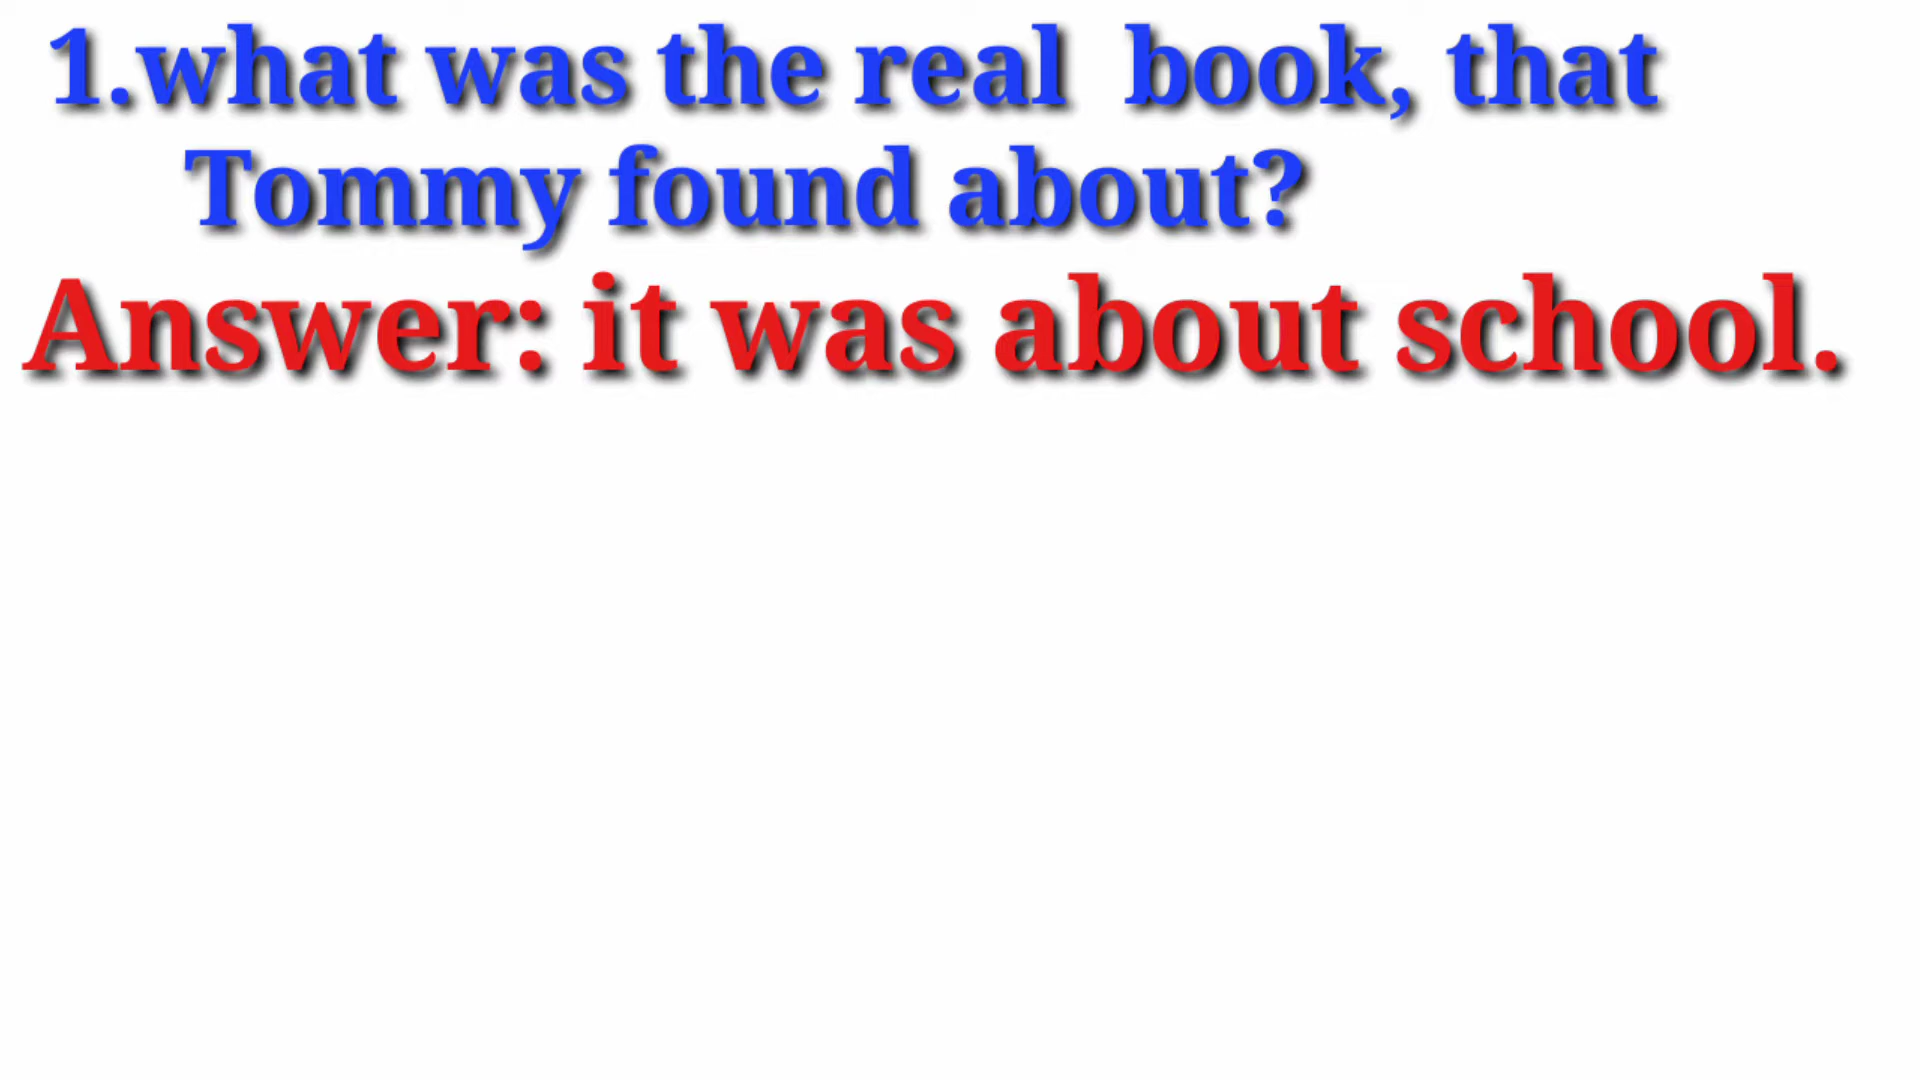 1.what was the real  book, that
Tommy found about?
Answer: it was about school.